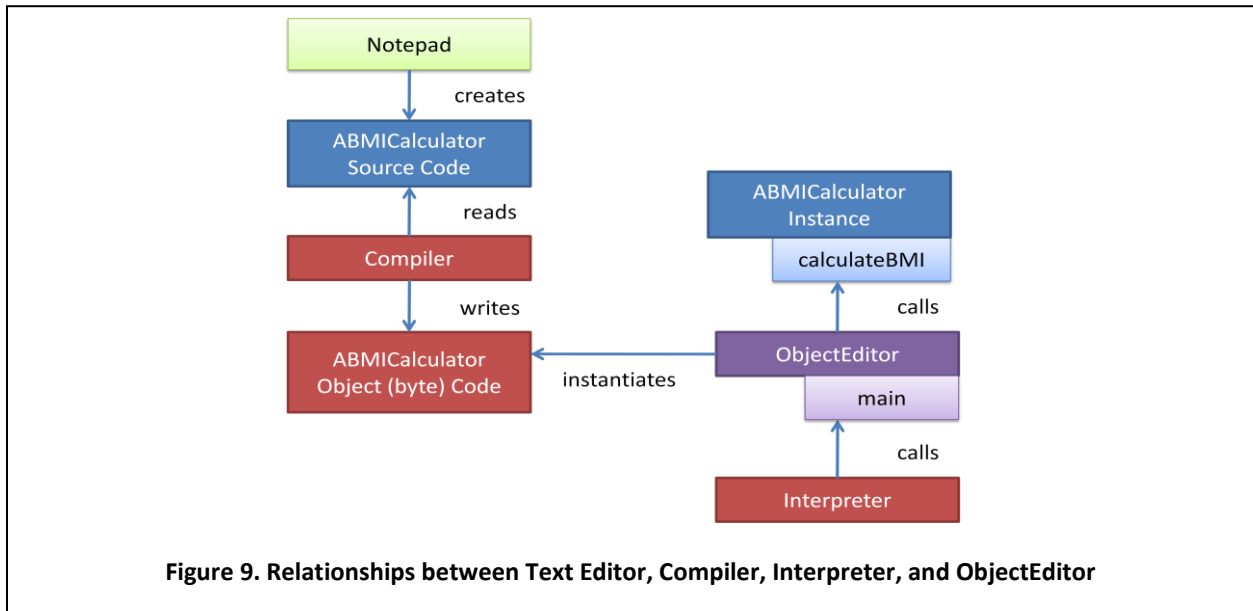 Notepad
creates
ABMICalculator
Source Code
reads
Compiler
writes
ABMICalculator
Object (byte) Code
instantiates
ABMICalculator
Instance
calculateBMI
calls
ObjectEditor
main
calls
Interpreter
Figure 9. Relationships between Text Editor, Compiler, Interpreter, and ObjectEditor